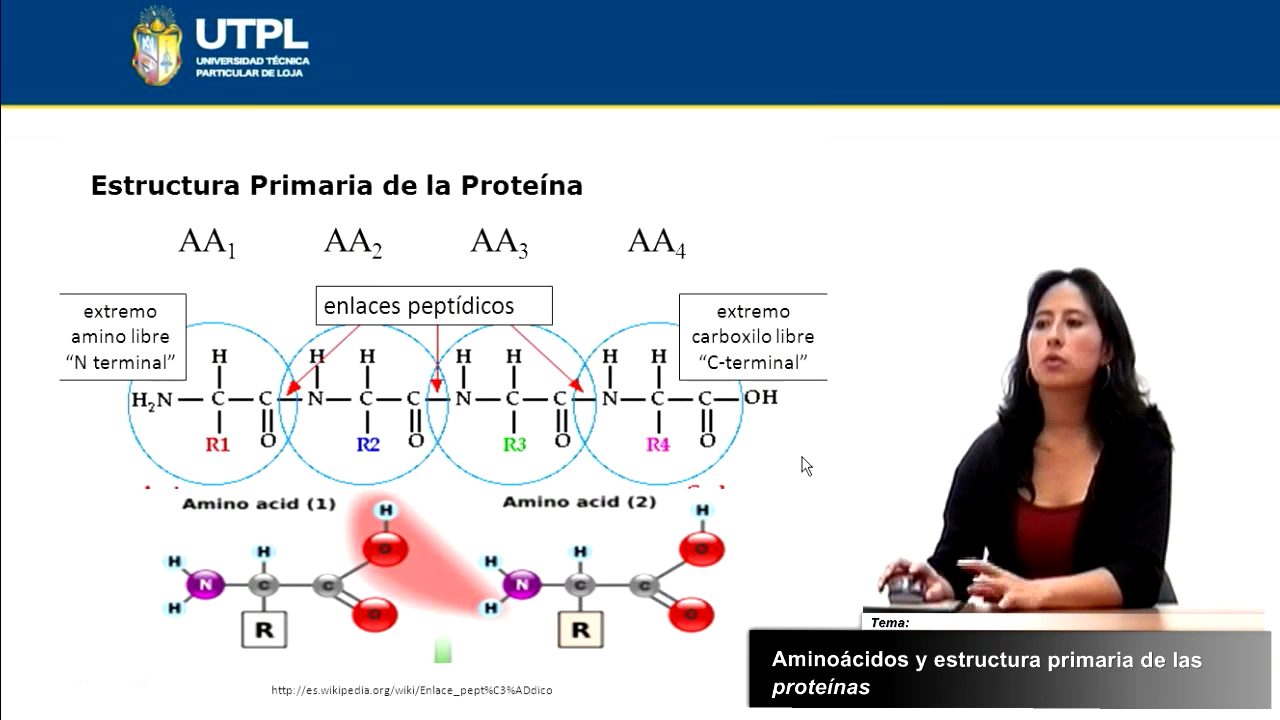 UTPL
UNIVERSIDAD TÉCNICA
PARTICULAR DE LOJA
Estructura Primaria de la Proteína
AA1 AA2 AA3 AA4
extremo
amino libre
“N terminal”
enlaces peptídicos
extremo
carboxilo libre
“C-terminal”
H H H H H H H
H2N C C N C C N C C N C C OH
R1 O R2 O R3 O R4 O
Amino acid (1) Amino acid (2)
H H
H H O H H O
N C C N C C
H O H O
R R
http://es.wikipedia.org/wiki/Enlace_pept%C3%ADdico
Tema:
Aminoácidos y estructura primaria de las
proteínas